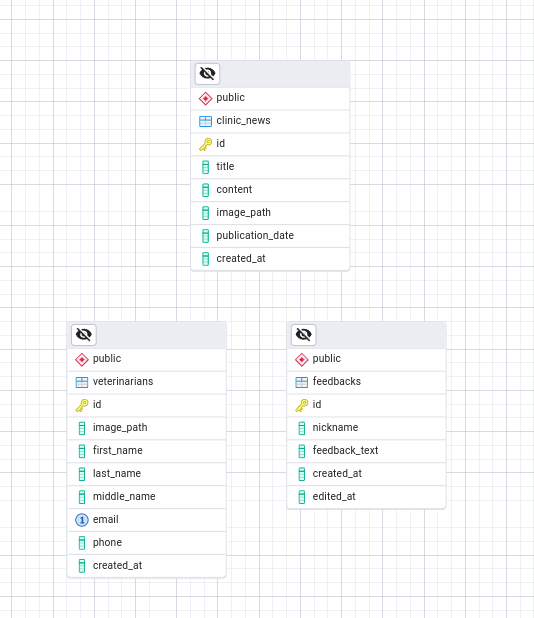 public
clinic_news
id
title
content
image_path
publication_date
created_at
public
veterinarians
id
image_path
first_name
last_name
middle_name
1 email
phone
created_at
public
feedbacks
id
nickname
feedback_text
created_at
edited_at